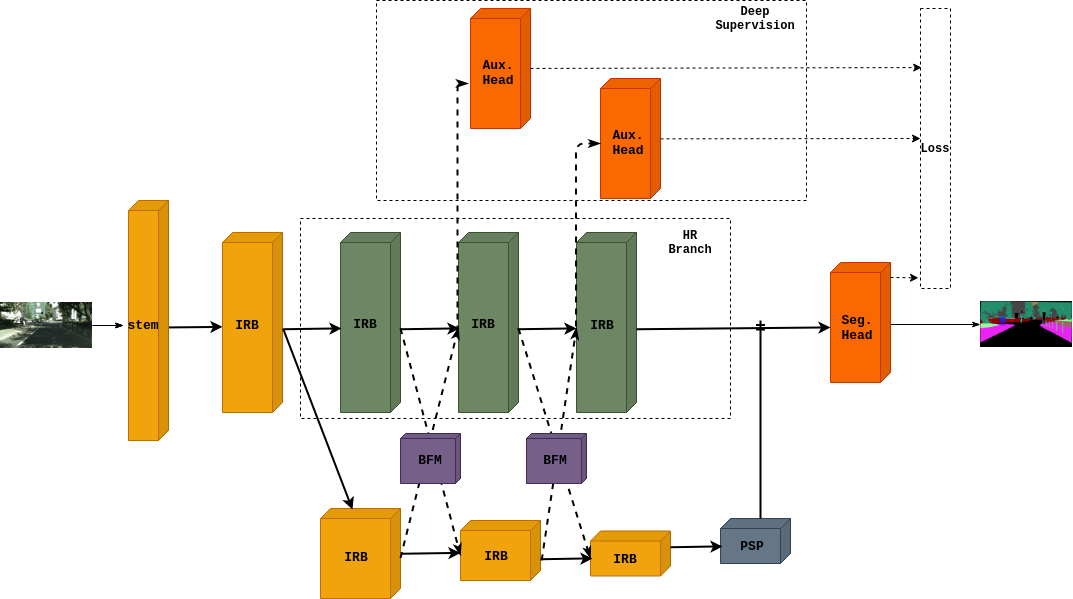 Deep
Supervision
Aux.
Head
Aux.
Head
Loss
HR
Branch
stem
IRB
IRB
IRB
IRB
Seg.
Head
BFM
BFM
IRB
IRB
IRB
PSP